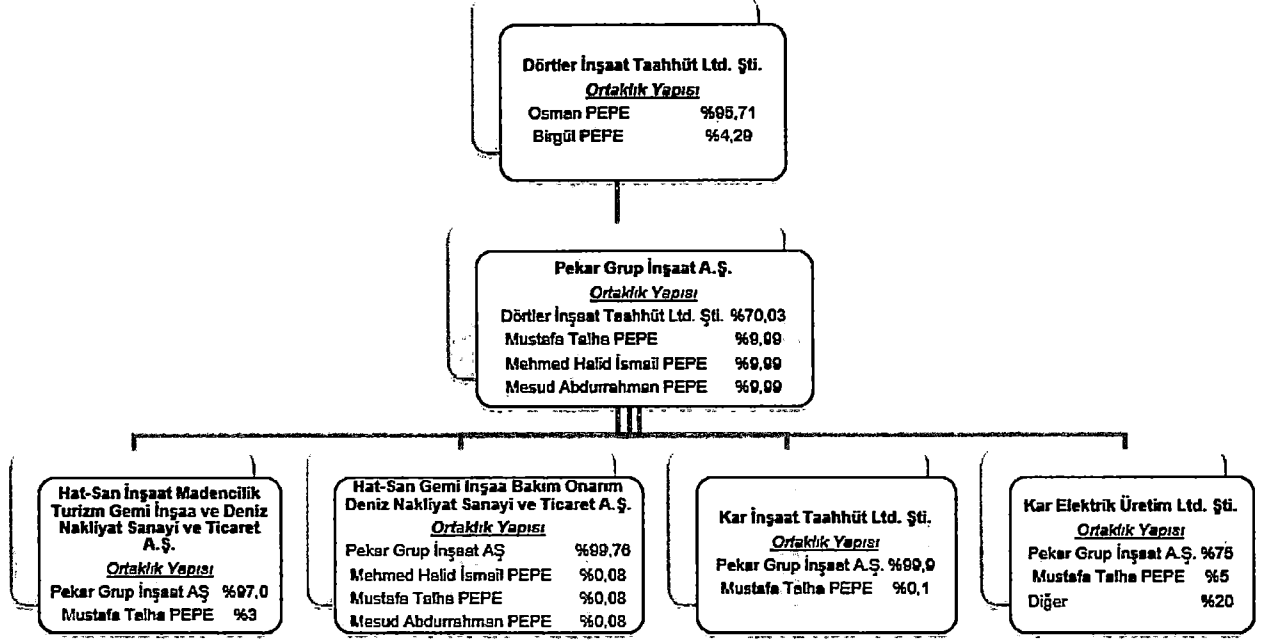 Dörtler İnşaat Taahhüt Ltd. Şti.
Ortaklık Yapısı
Osman PEPE %95,71
Birgül PEPE %4,29
Pekar Grup İnşaat A.Ş.
Ortaklık Yapısı
Dörtler İnşaat Taahhüt Ltd. Şti. %70,03
Mustafa Talha PEPE %9,99
Mehmed Halid İsmail PEPE %9,99
Mesud Abdurrahman PEPE %9,99
Hat-San İnşaat Madencilik
Turizm Gemi İnşaa ve Deniz
Nakliyat Sanayi ve Ticaret
A.Ş.
Ortaklık Yapısı
Pekar Grup İnşaat AŞ %97,0
Mustafa Talha PEPE %3
Hat-San Gemi İnşaa Bakım Onarım
Deniz Nakliyat Sanayi ve Ticaret A.Ş.
Ortaklık Yapısı
Pekar Grup İnşaat AŞ %99,76
Mehmed Halid İsmail PEPE %0,08
Mustafa Talha PEPE %0,08
Mesud Abdurrahman PEPE %0,08
Kar İnşaat Taahhüt Ltd. Şti.
Ortaklık Yapısı
Pekar Grup İnşaat A.Ş. %99,9
Mustafa Talha PEPE %0,1
Kar Elektrik Üretim Ltd. Şti.
Ortaklık Yapısı
Pekar Grup İnşaat A.Ş. %75
Mustafa Talha PEPE %5
Diğer %20